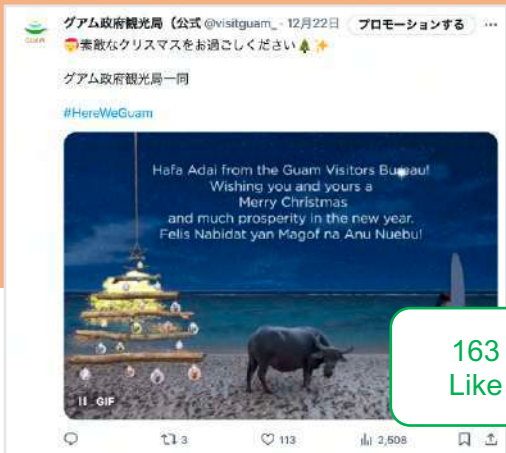 グアム政府観光局（公式 @visitguam_ · 12月22日 プロモーションする ...
🎅素敵なクリスマスをお過ごしください🎄✨
グアム政府観光局一同
#HereWeGuam
Hafa Adai from the Guam Visitors Bureau!
Wishing you and yours a
Merry Christmas
and much prosperity in the new year.
Felis Nabidat yan Magof na Anu Nuebu!
GIF
163
Like
3 113 2,508
GUAM